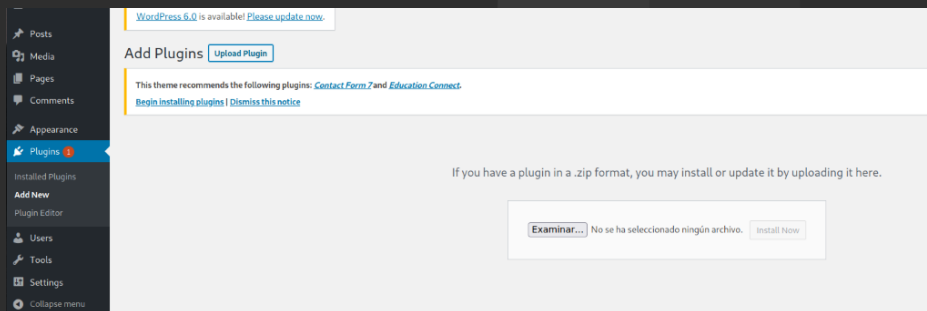 WordPress 6.0 is available! Please update now.
Posts
Media
Pages
Comments
Appearance
Plugins 1
Installed Plugins
Add New
Plugin Editor
Users
Tools
Settings
Collapse menu
Add Plugins Upload Plugin
This theme recommends the following plugins: Contact Form 7 and Education Connect.
Begin installing plugins | Dismiss this notice
If you have a plugin in a .zip format, you may install or update it by uploading it here.
Examinar... No se ha seleccionado ningún archivo. Install Now